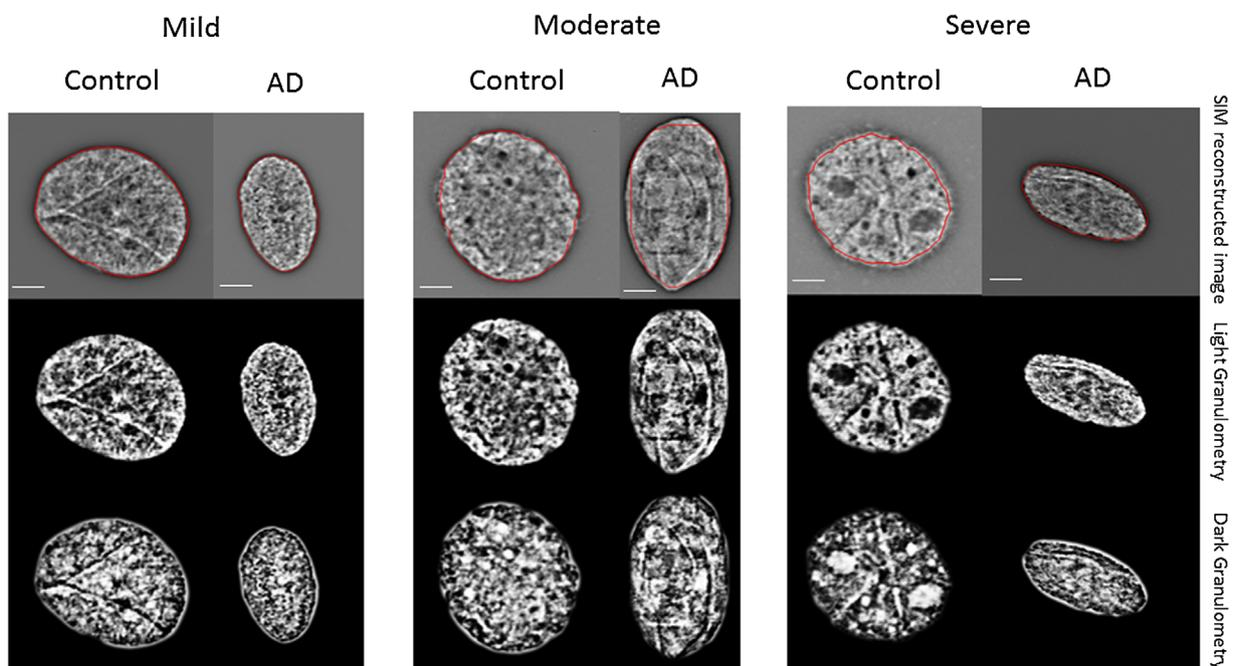 Mild
Moderate
Severe
Control
AD
Control
AD
Control
AD
SIM reconstructed image
Light Granulometry
Dark Granulometry